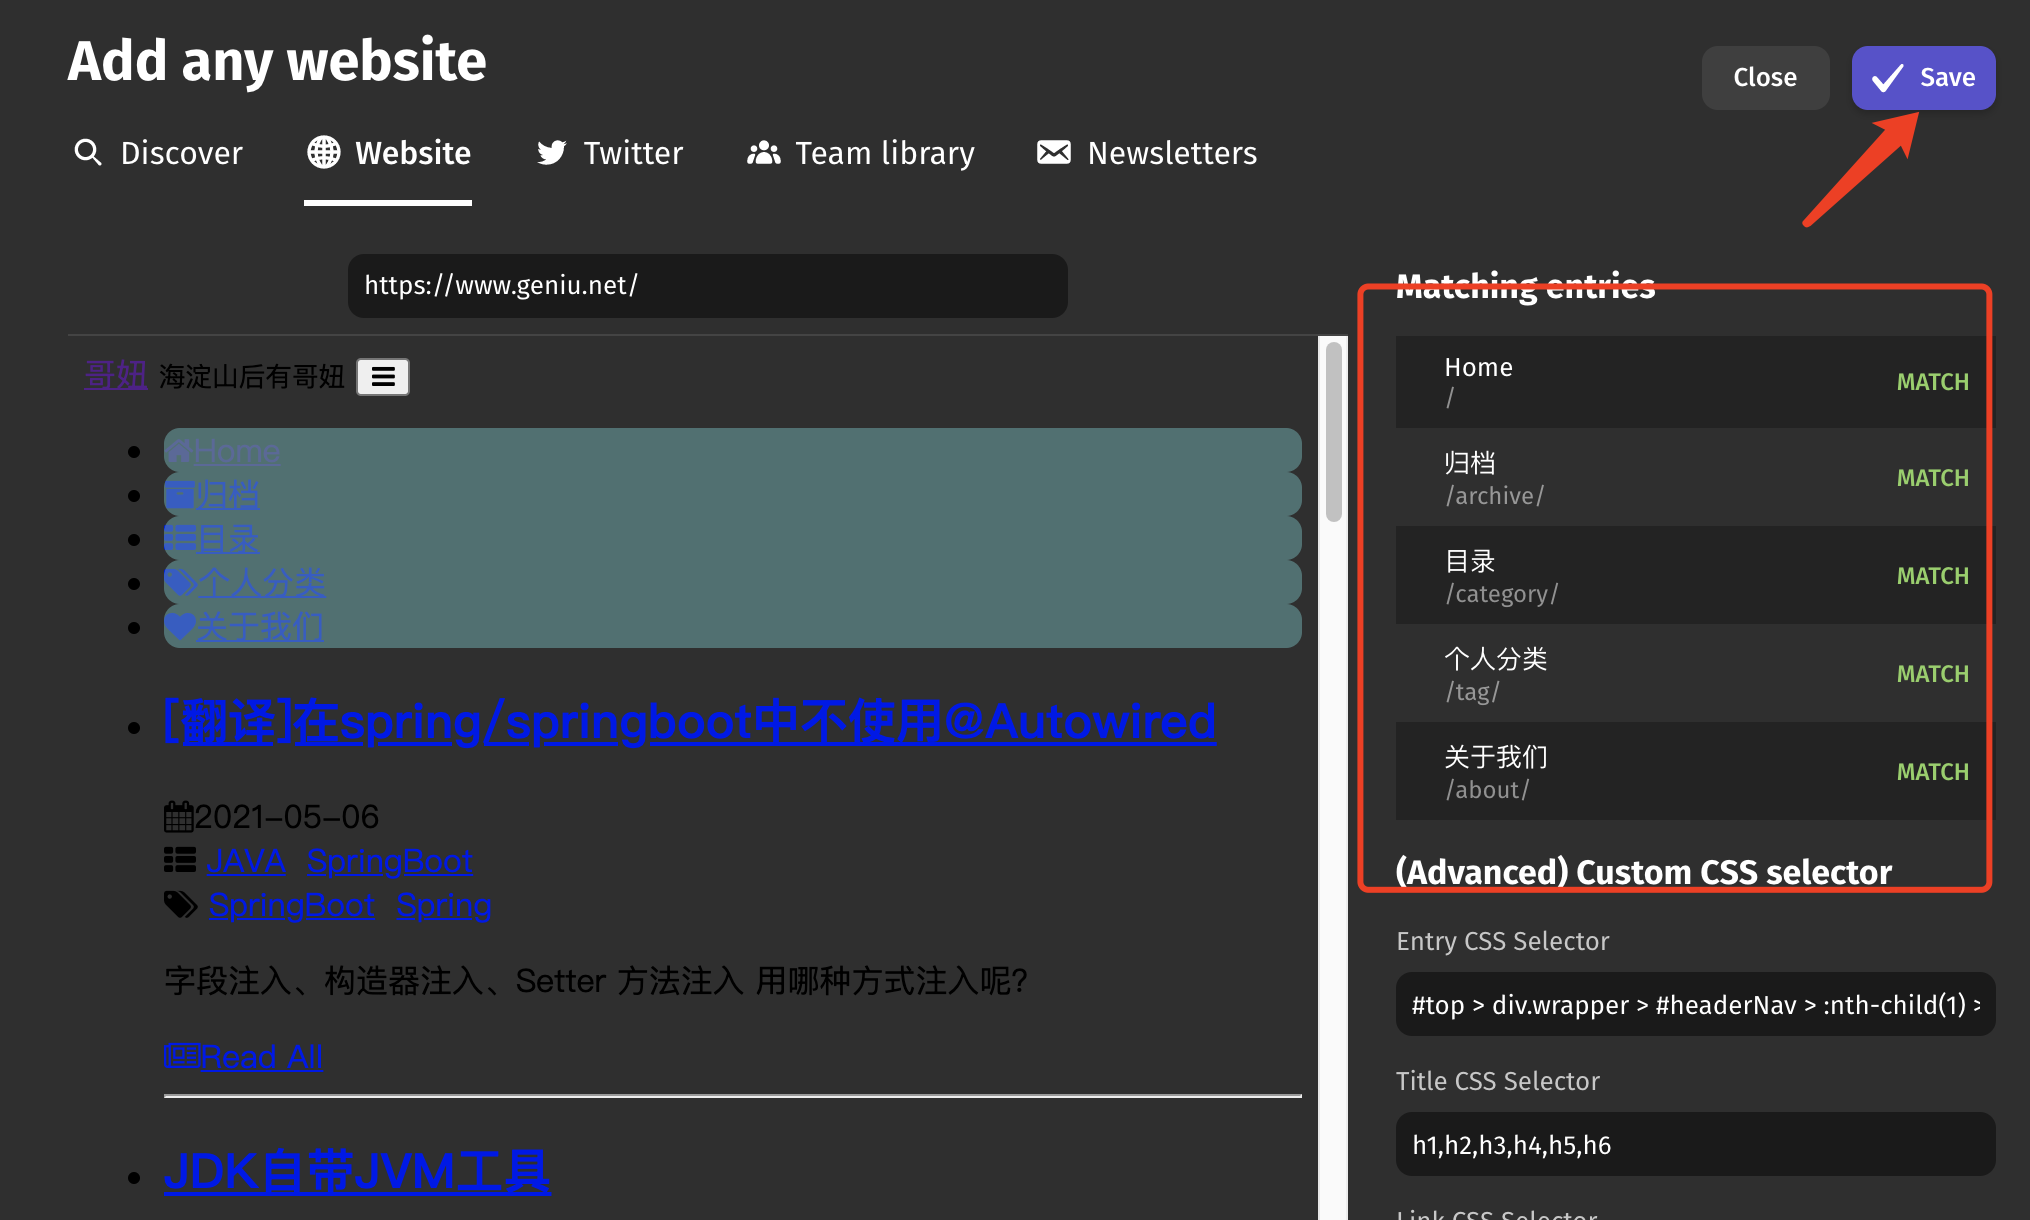 Add any website
Close
Save
Discover
Website
Twitter
Team library
Newsletters
https://www.geniu.net/
哥妞 海淀山后有哥妞
Home
归档
目录
个人分类
关于我们
[翻译]在spring/springboot中不使用@Autowired
2021-05-06
JAVA SpringBoot
SpringBoot Spring
字段注入、构造器注入、Setter 方法注入 用哪种方式注入呢?
Read All
JDK自带JVM工具
Matching entries
Home
/
MATCH
归档
/archive/
MATCH
目录
/category/
MATCH
个人分类
/tag/
MATCH
关于我们
/about/
MATCH
(Advanced) Custom CSS selector
Entry CSS Selector
#top > div.wrapper > #headerNav > :nth-child(1) >
Title CSS Selector
h1,h2,h3,h4,h5,h6
Link CSS Selector